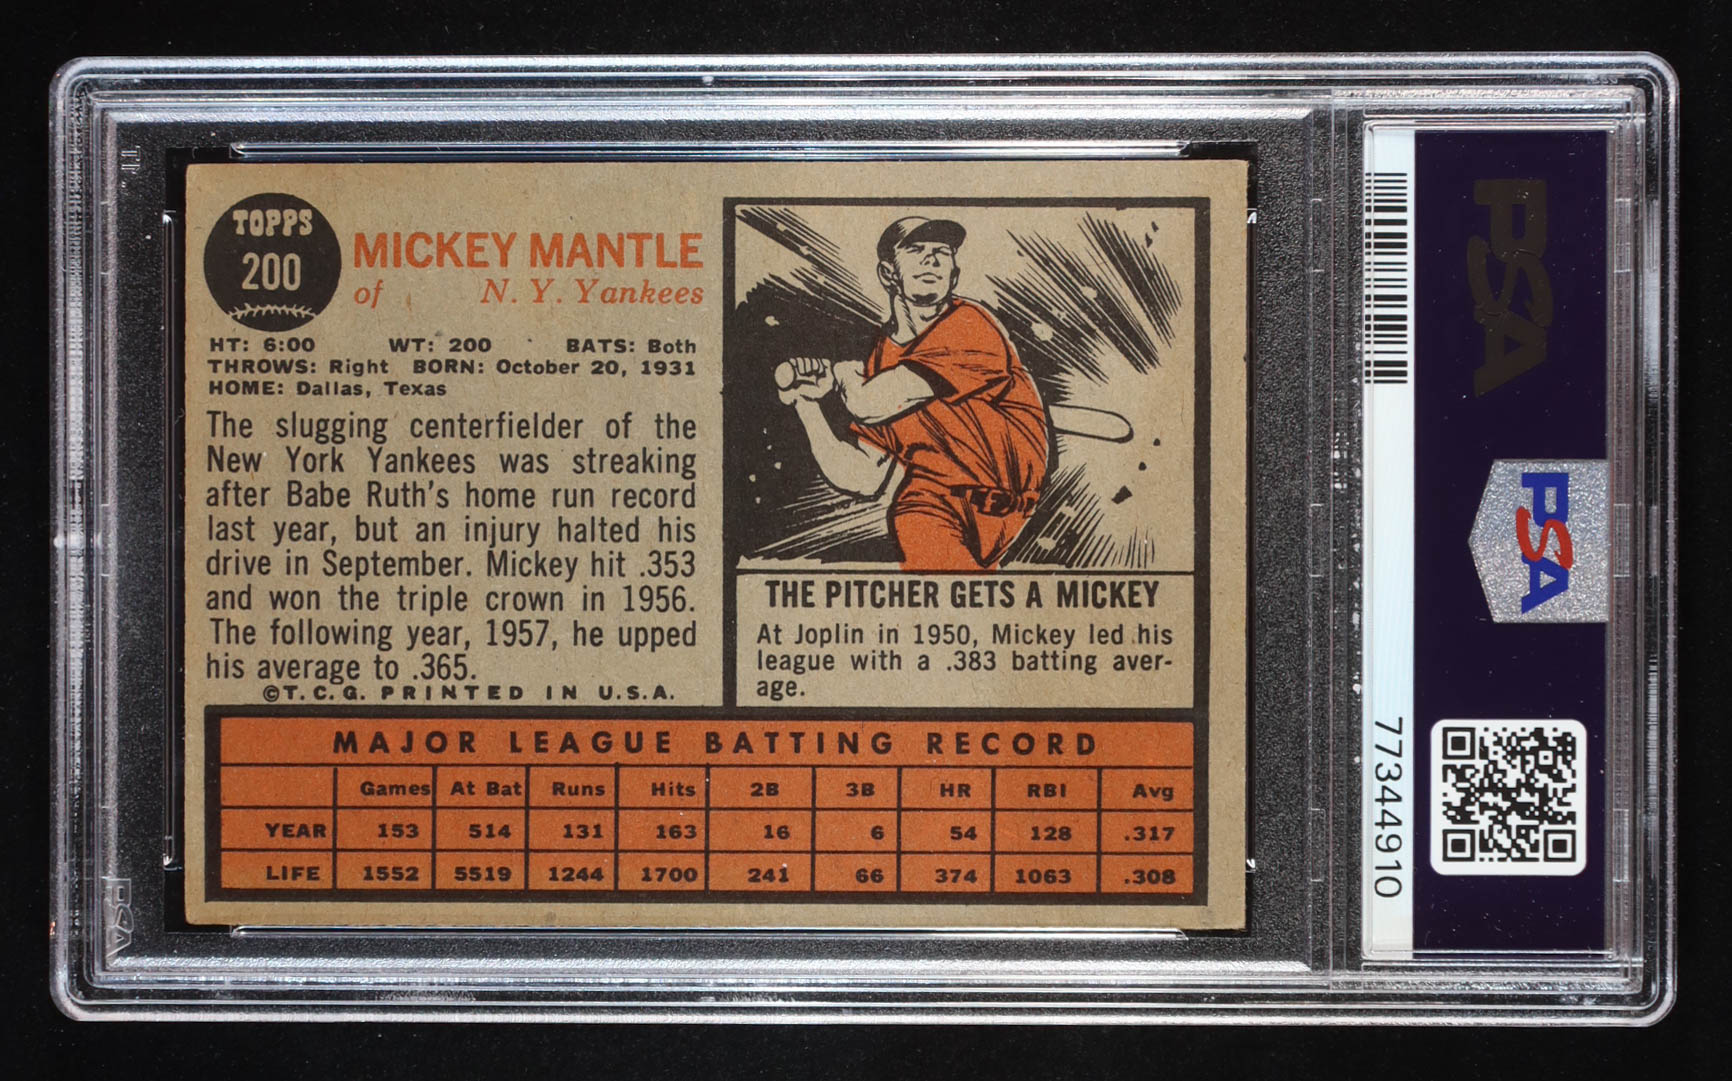 TOPPS
200
MICKEY MANTLE
of N. Y. Yankees
HT: 6:00 WT: 200 BATS: Both
THROWS: Right BORN: October 20, 1931
HOME: Dallas, Texas
The slugging centerfielder of the
New York Yankees was streaking
after Babe Ruth's home run record
last year, but an injury halted his
drive in September. Mickey hit .353
and won the triple crown in 1956.
The following year, 1957, he upped
his average to .365.
©T.C.G. PRINTED IN U.S.A.
THE PITCHER GETS A MICKEY
At Joplin in 1950, Mickey led his
league with a .383 batting aver-
age.
MAJOR LEAGUE BATTING RECORD
Games At Bat Runs Hits 2B 3B HR RBI Avg
YEAR 153 514 131 163 16 6 54 128 .317
LIFE 1552 5519 1244 1700 241 66 374 1063 .308
PSA
PSA
77344910
PSA